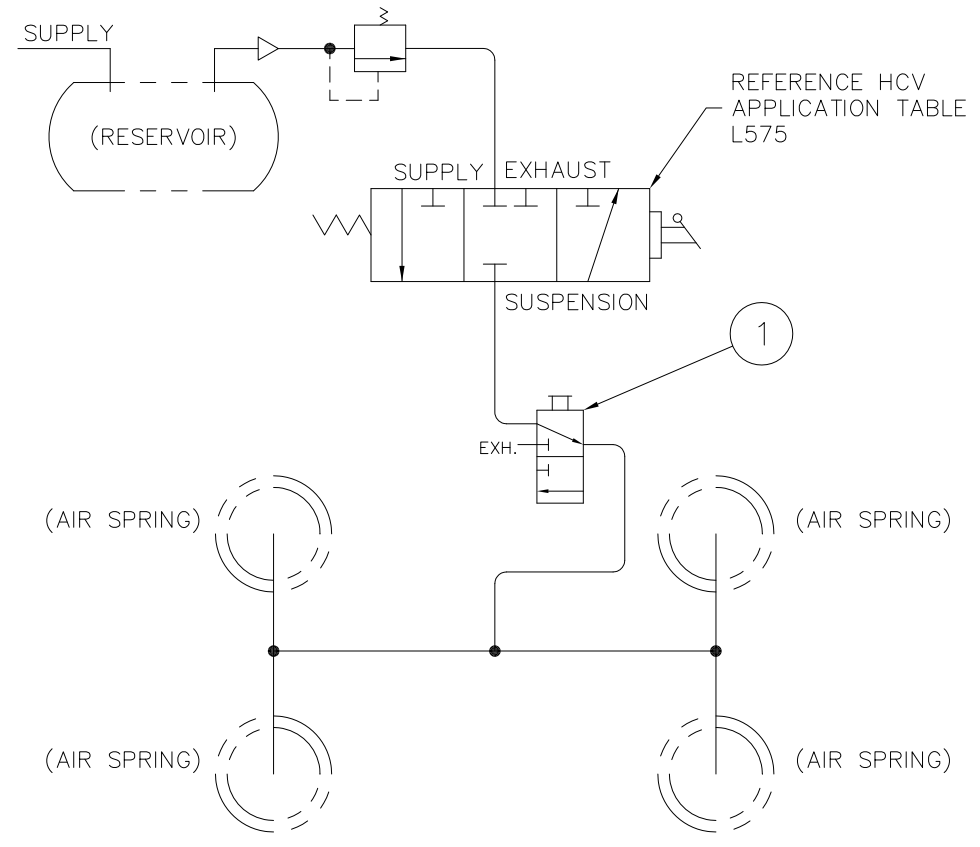 SUPPLY
(RESERVOIR)
REFERENCE HCV
APPLICATION TABLE
L575
SUPPLY
EXHAUST
SUSPENSION
1
EXH.
(AIR SPRING)
(AIR SPRING)
(AIR SPRING)
(AIR SPRING)